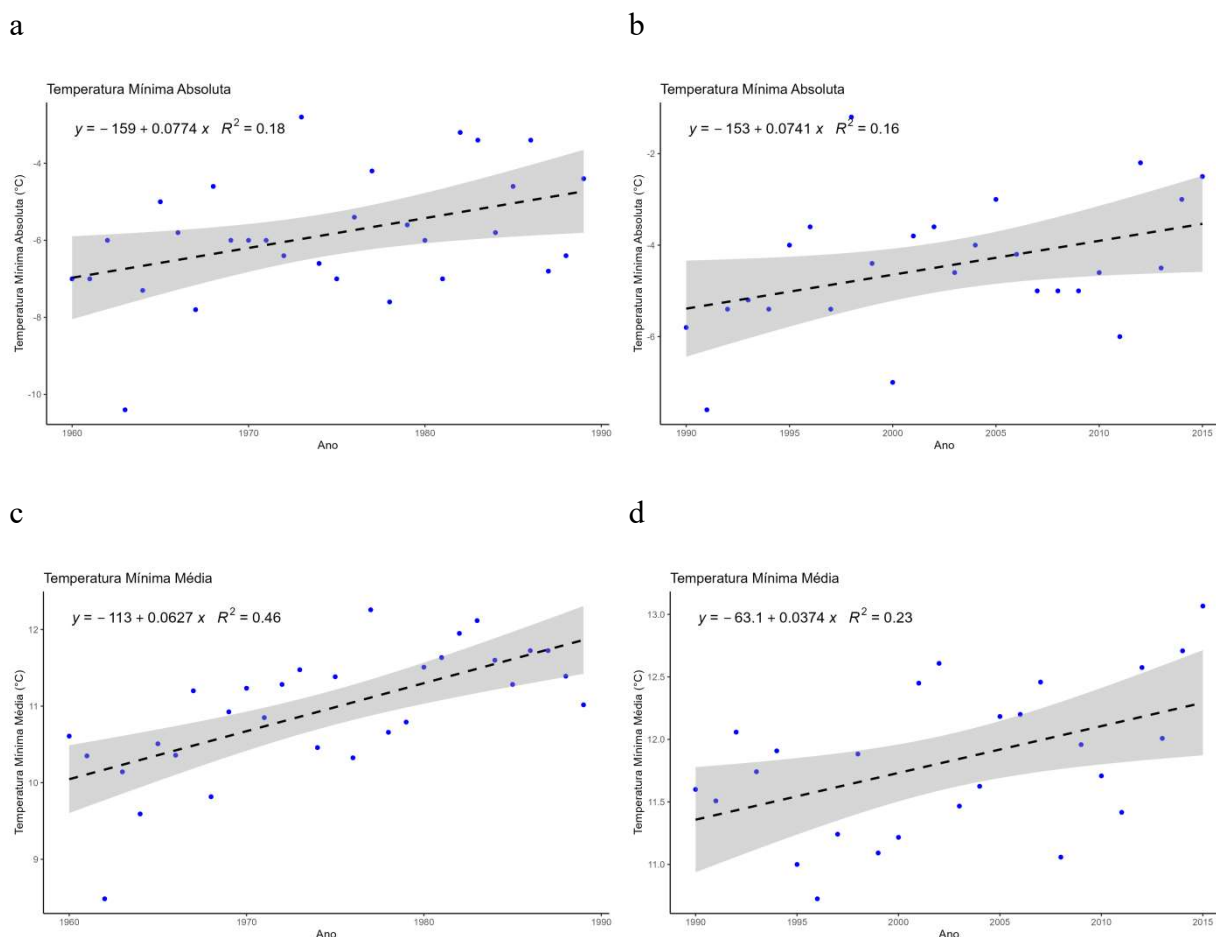 a
Temperatura Mínima Absoluta
y = − 159 + 0.0774 x R² = 0.18
-4
-6
-8
-10
Temperatura Mínima Absoluta (°C)
1960 1970 1980 1990
Ano
b
Temperatura Mínima Absoluta
y = − 153 + 0.0741 x R² = 0.16
-2
-4
-6
Temperatura Mínima Absoluta (°C)
1990 1995 2000 2005 2010 2015
Ano
c
Temperatura Mínima Média
y = − 113 + 0.0627 x R² = 0.46
12
11
10
9
Temperatura Mínima Média (°C)
1960 1970 1980 1990
Ano
d
Temperatura Mínima Média
y = − 63.1 + 0.0374 x R² = 0.23
13.0
12.5
12.0
11.5
11.0
Temperatura Mínima Média (°C)
1990 1995 2000 2005 2010 2015
Ano